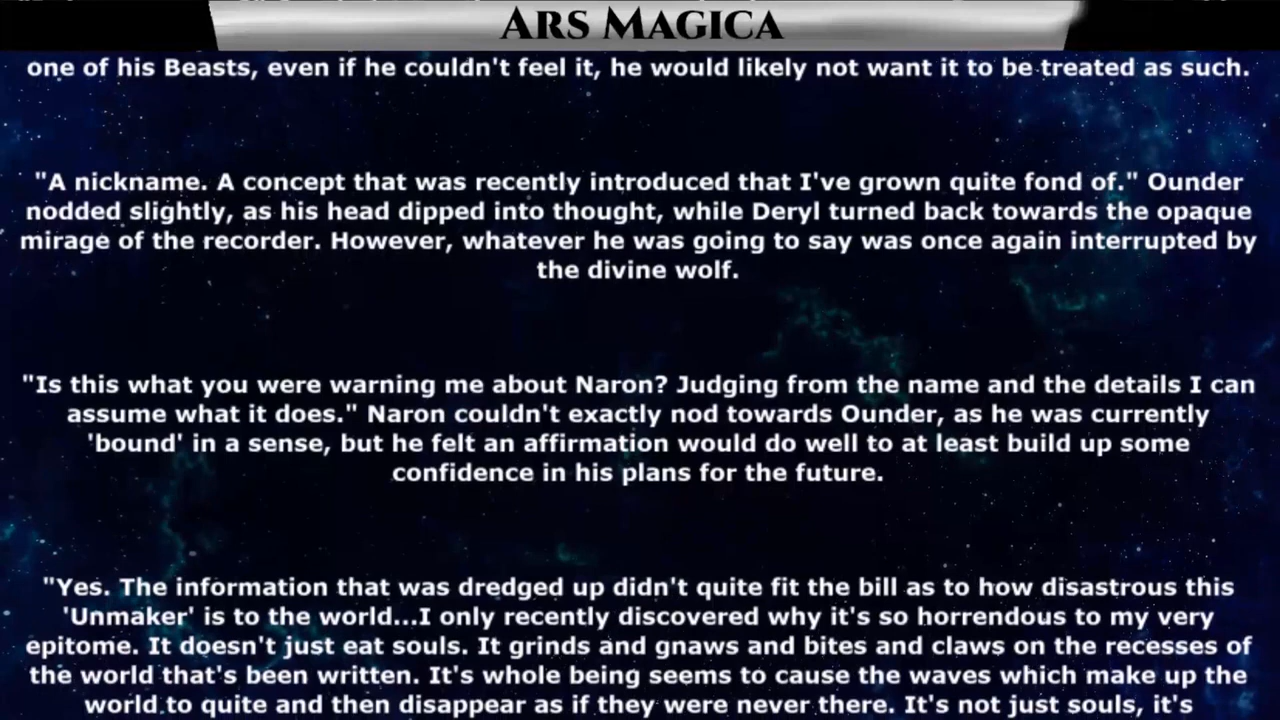 Ars Magica
one of his Beasts, even if he couldn't feel it, he would likely not want it to be treated as such.
"A nickname. A concept that was recently introduced that I've grown quite fond of." Ounder
nodded slightly, as his head dipped into thought, while Deryl turned back towards the opaque
mirage of the recorder. However, whatever he was going to say was once again interrupted by
the divine wolf.
"Is this what you were warning me about Naron? Judging from the name and the details I can
assume what it does." Naron couldn't exactly nod towards Ounder, as he was currently
'bound' in a sense, but he felt an affirmation would do well to at least build up some
confidence in his plans for the future.
"Yes. The information that was dredged up didn't quite fit the bill as to how disastrous this
'Unmaker' is to the world...I only recently discovered why it's so horrendous to my very
epitome. It doesn't just eat souls. It grinds and gnaws and bites and claws on the recesses of
the world that's been written. It's whole being seems to cause the waves which make up the
world to quite and then disappear as if they were never there. It's not just souls, it's